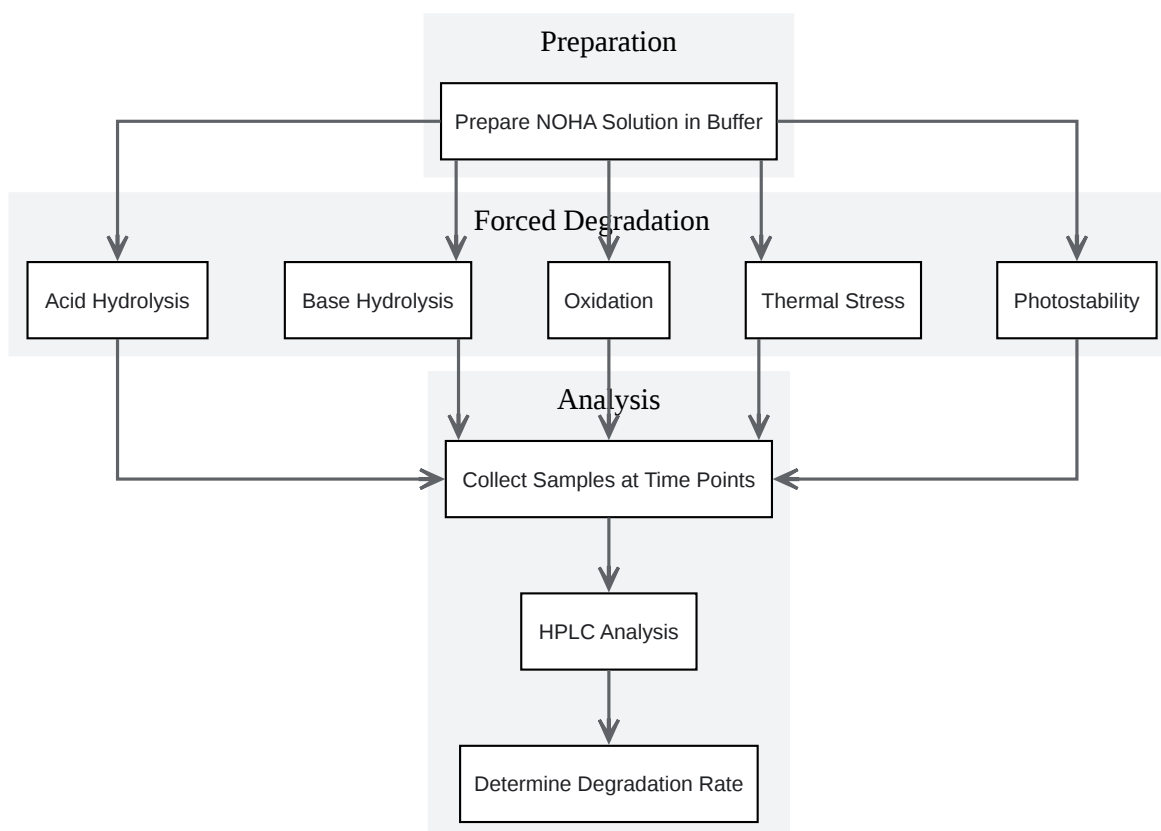 Preparation
Prepare NOHA Solution in Buffer
Forced Degradation
Acid Hydrolysis
Base Hydrolysis
Oxidation
Thermal Stress
Photostability
Analysis
Collect Samples at Time Points
HPLC Analysis
Determine Degradation Rate